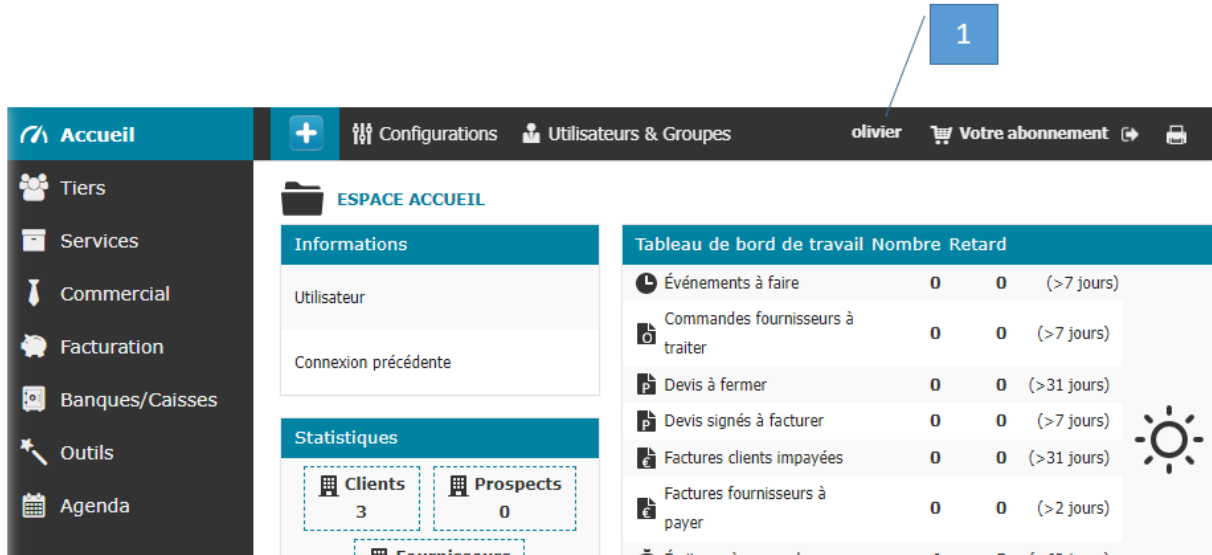 1
Accueil
Configurations Utilisateurs & Groupes olivier Votre abonnement
Tiers
Services
Commercial
Facturation
Banques/Caisses
Outils
Agenda
ESPACE ACCUEIL
Informations
Utilisateur
Connexion précédente
Statistiques
Clients
3
Prospects
0
Tableau de bord de travail Nombre Retard
Événements à faire 0 0 (>7 jours)
Commandes fournisseurs à
traiter 0 0 (>7 jours)
Devis à fermer 0 0 (>31 jours)
Devis signés à facturer 0 0 (>7 jours)
Factures clients impayées 0 0 (>31 jours)
Factures fournisseurs à
payer 0 0 (>2 jours)